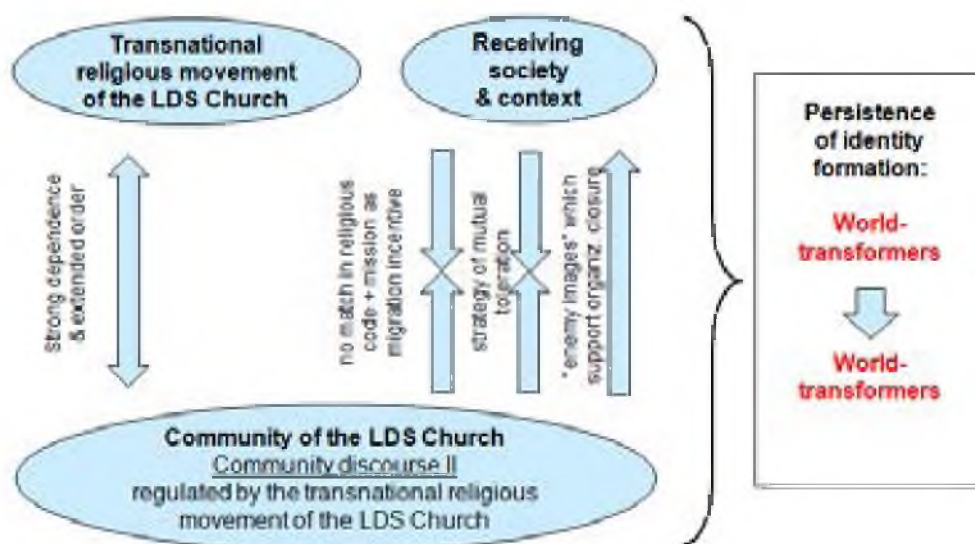 Transnational
religious movement
of the LDS Church
Receiving
society
& context
Strong dependence
& extended order
no match in religious
code + mission as
migration incentive
strategy of mutual
toleration
"enemy images" which
support organiz. closure
Community of the LDS Church
Community discourse II
regulated by the transnational religious
movement of the LDS Church
Persistence
of identity
formation:
World-
transformers
World-
transformers